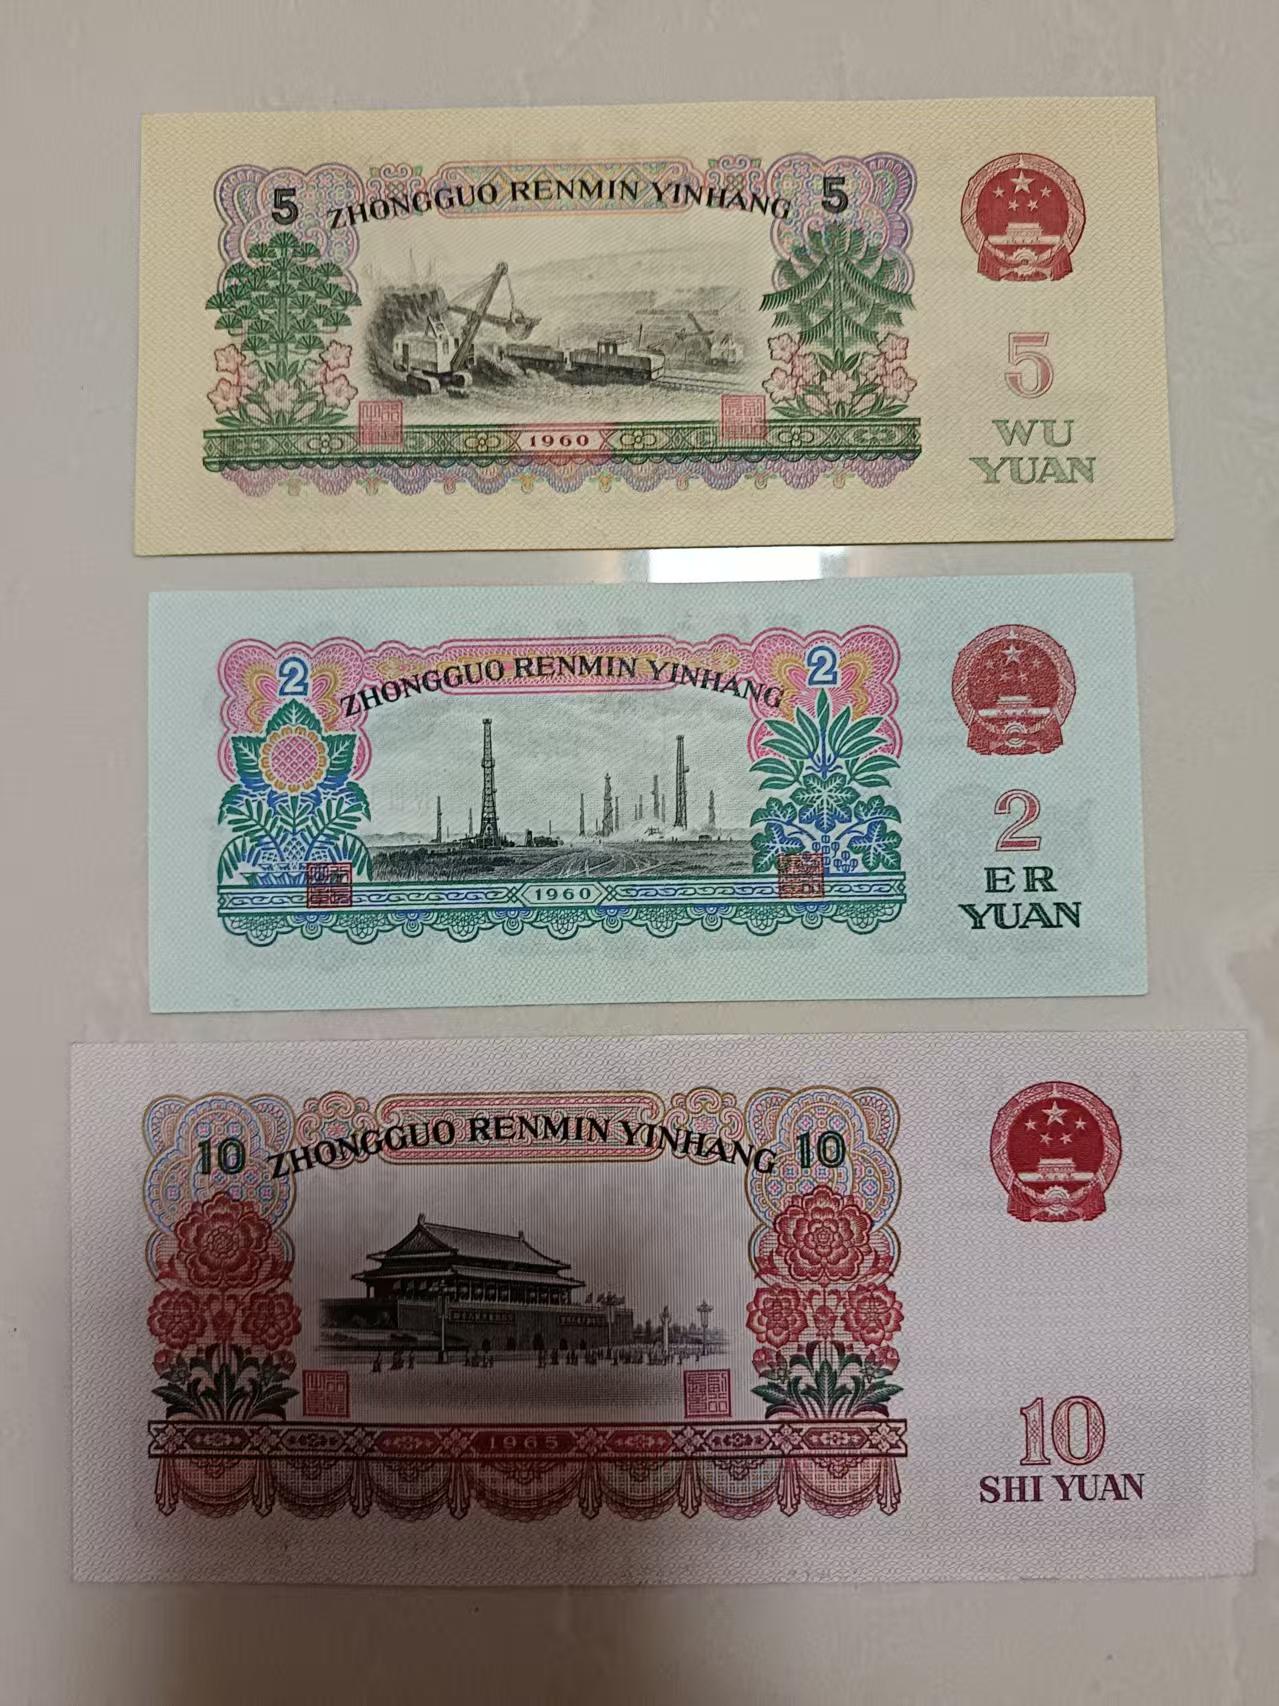 5 ZHONGGUO RENMIN YINHANG 5
5
1960
WU
YUAN
2 ZHONGGUO RENMIN YINHANG 2
2
1960
ER
YUAN
10 ZHONGGUO RENMIN YINHANG 10
10
1965
SHI YUAN